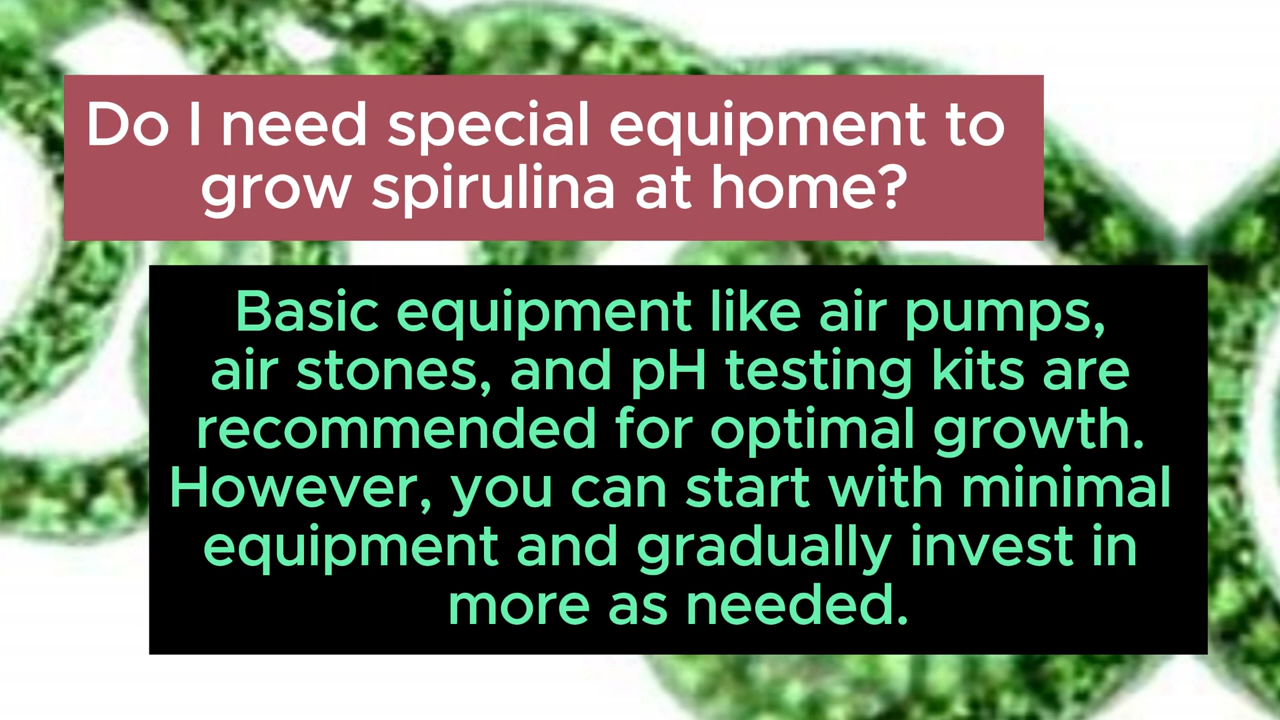 Do I need special equipment to
grow spirulina at home?
Basic equipment like air pumps,
air stones, and pH testing kits are
recommended for optimal growth.
However, you can start with minimal
equipment and gradually invest in
more as needed.